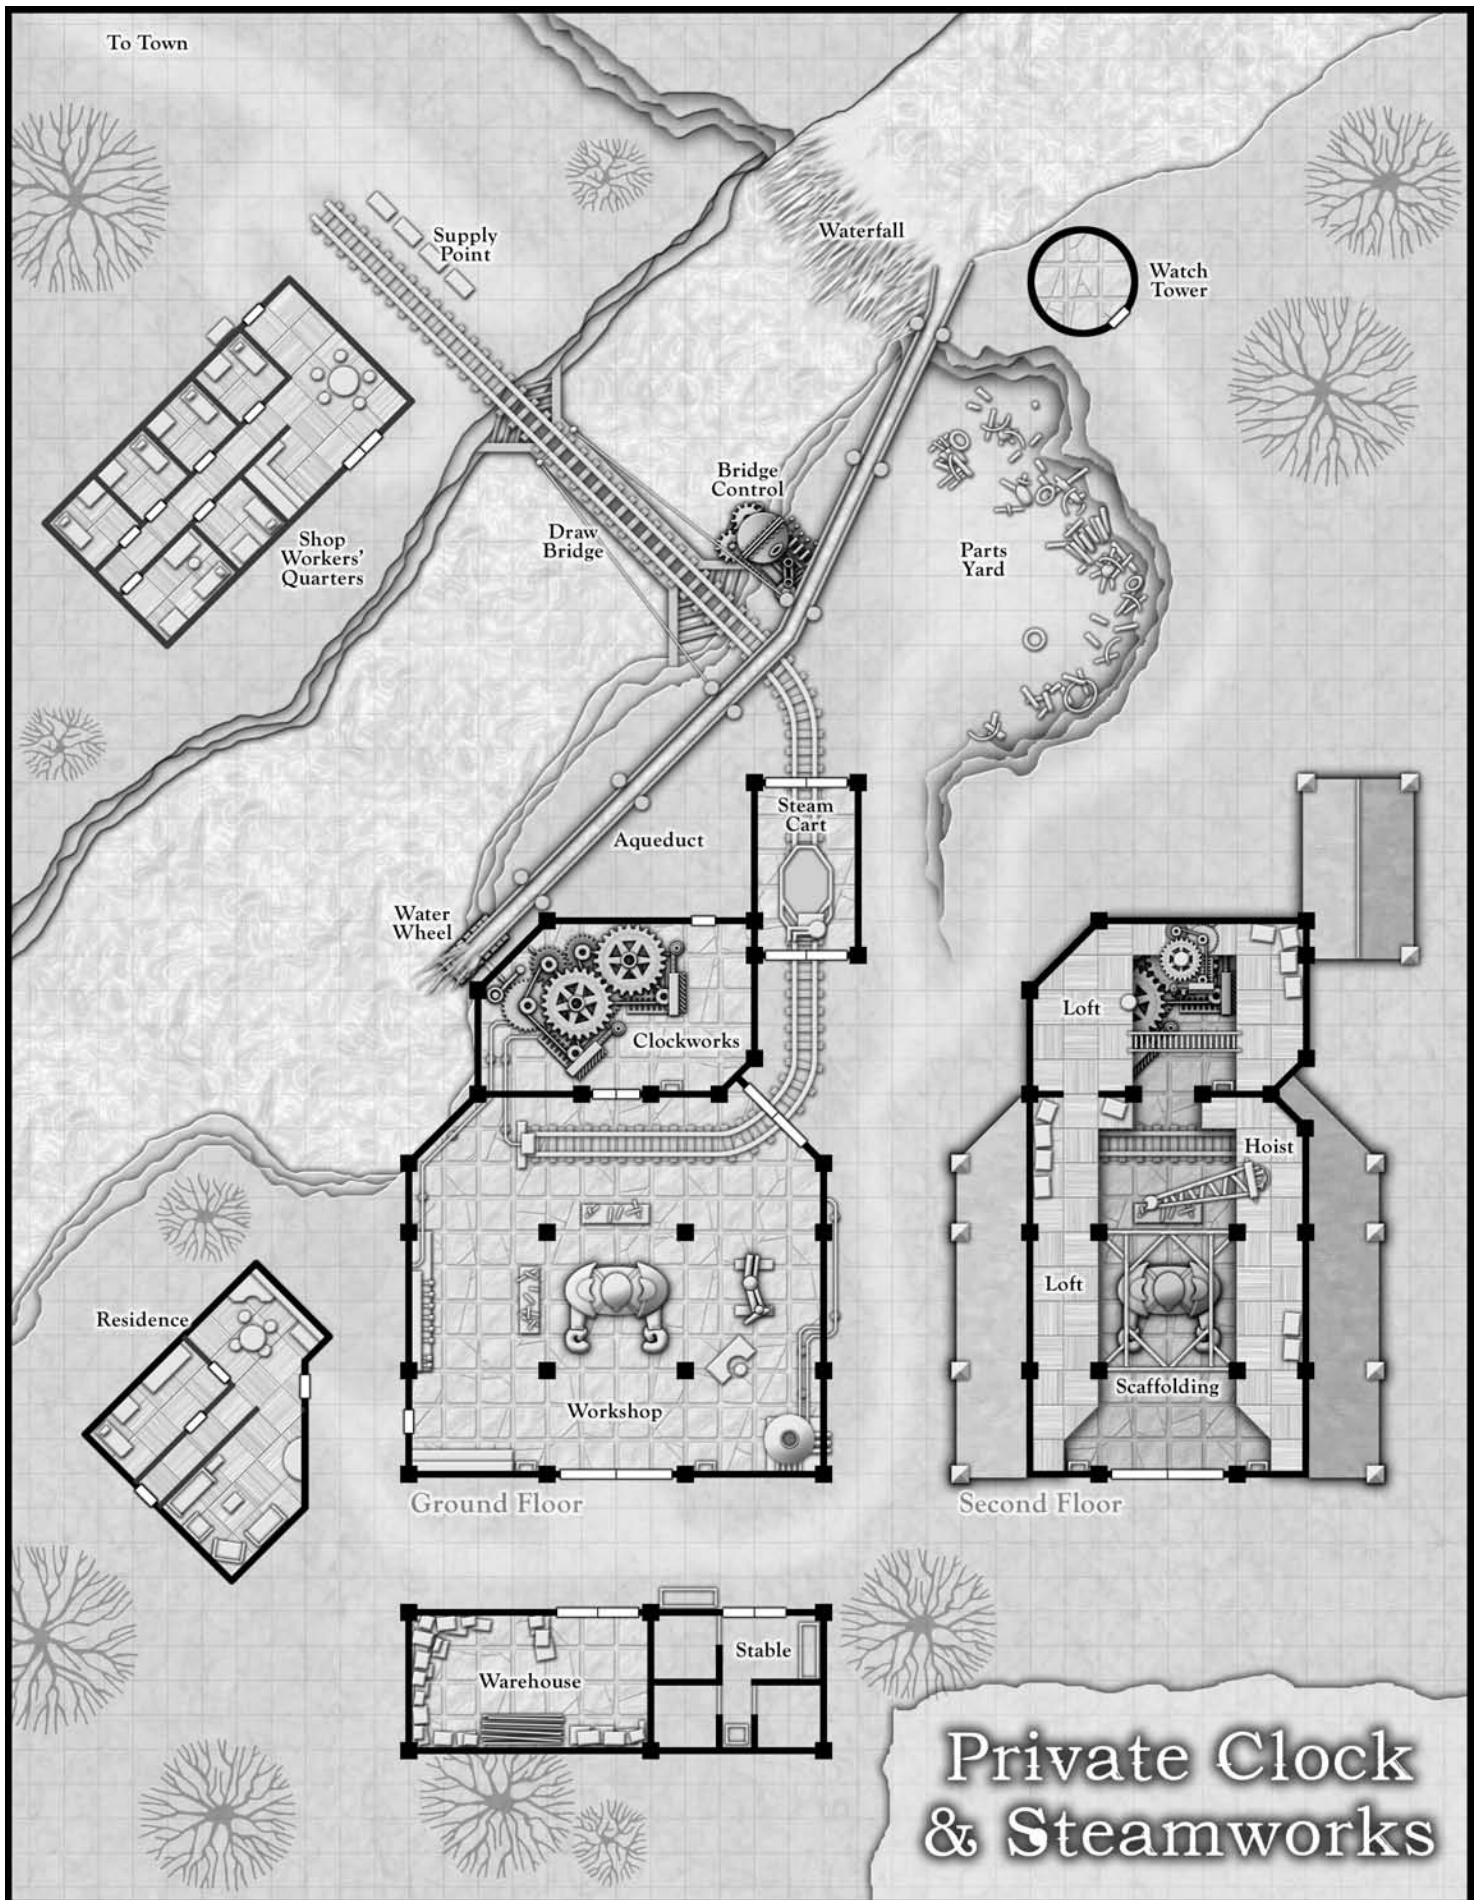 To Town
Supply
Point
Waterfall
Watch
Tower
Bridge
Control
Draw
Bridge
Shop
Workers'
Quarters
Parts
Yard
Steam
Cart
Aqueduct
Water
Wheel
Clockworks
Loft
Hoist
Residence
Loft
Scaffolding
Workshop
Ground Floor
Second Floor
Stable
Warehouse
Private Clock
& Steamworks